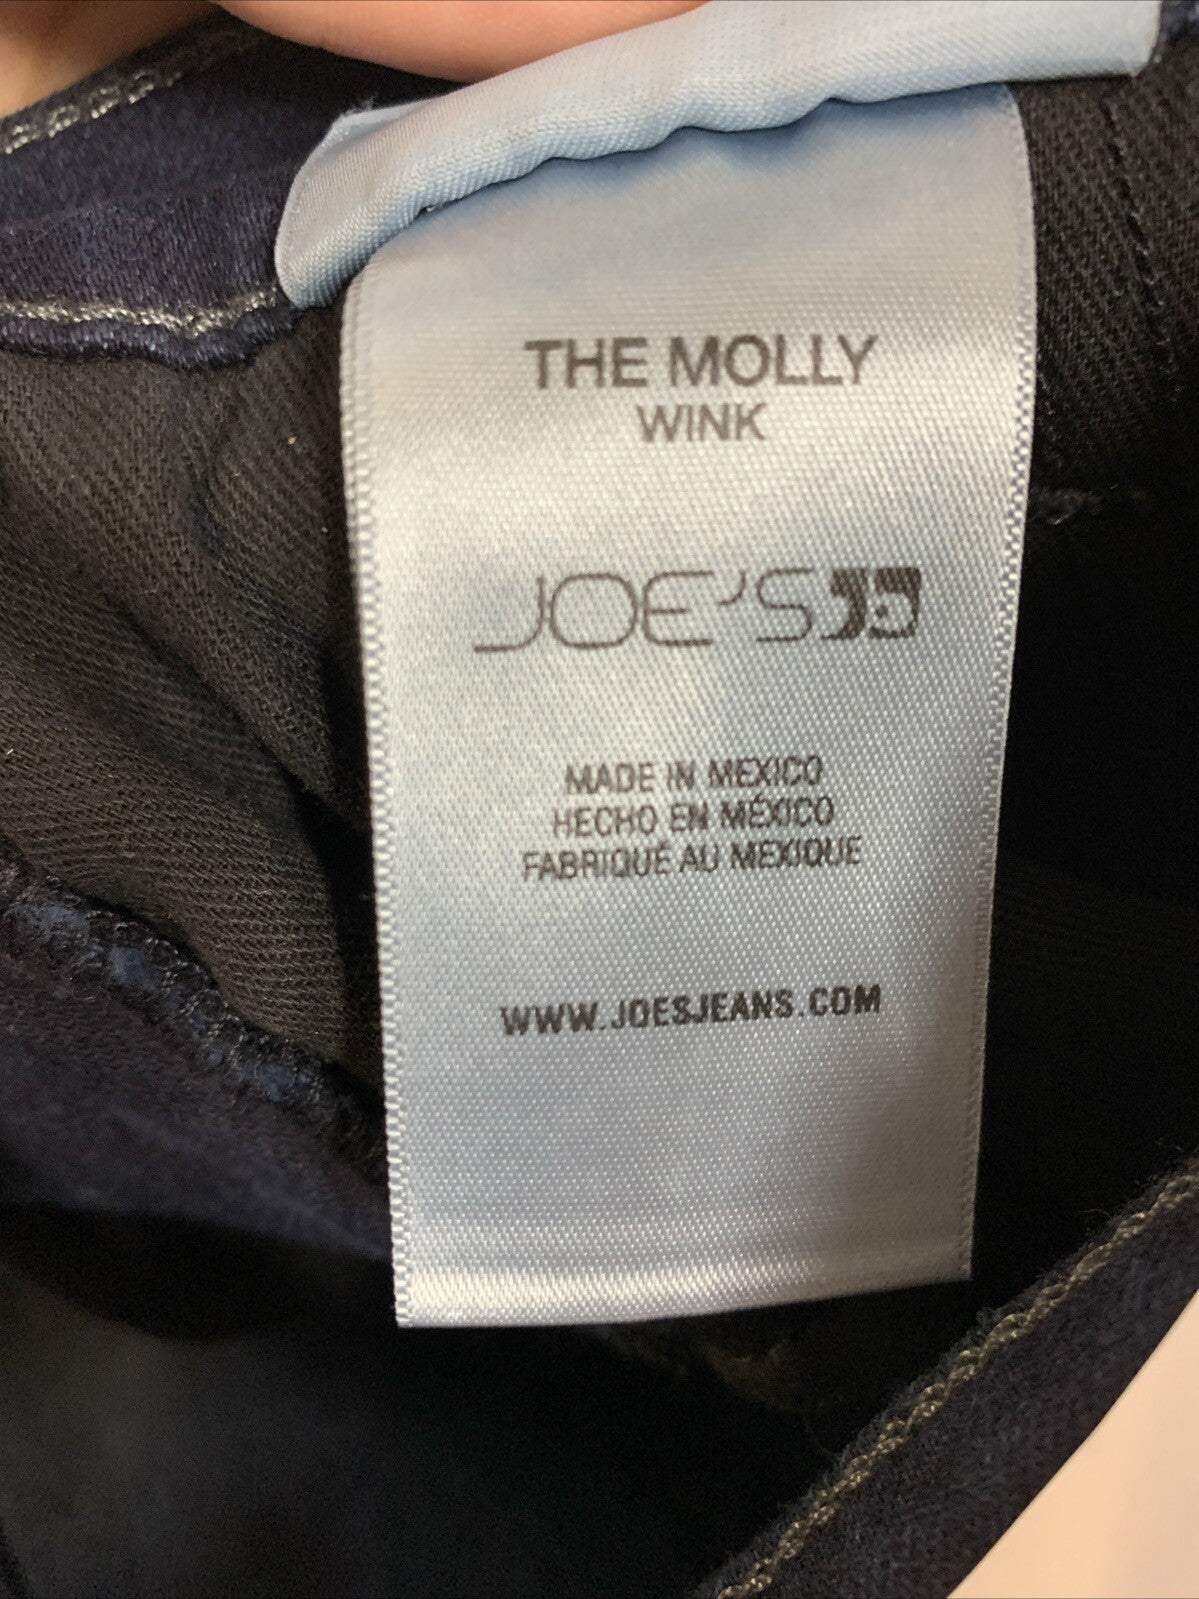 THE MOLLY
WINK
JOE'S
MADE IN MEXICO
HECHO EN MÉXICO
FABRIQUÉ AU MEXIQUE
WWW.JOESJEANS.COM